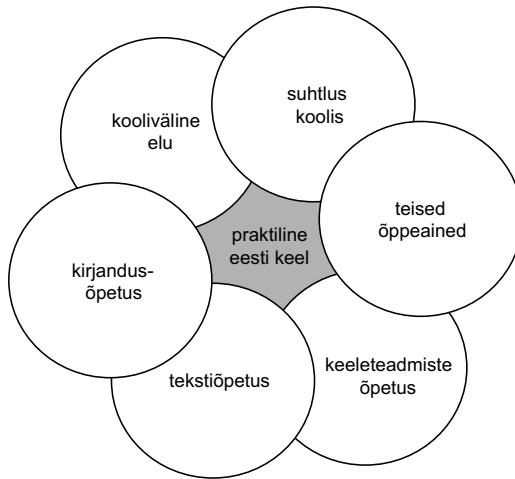 suhtlus
koolis
kooliväline
elu
teised
õppeained
praktiline
eesti keel
kirjandus-
õpetus
keeleteadmiste
õpetus
tekstiõpetus